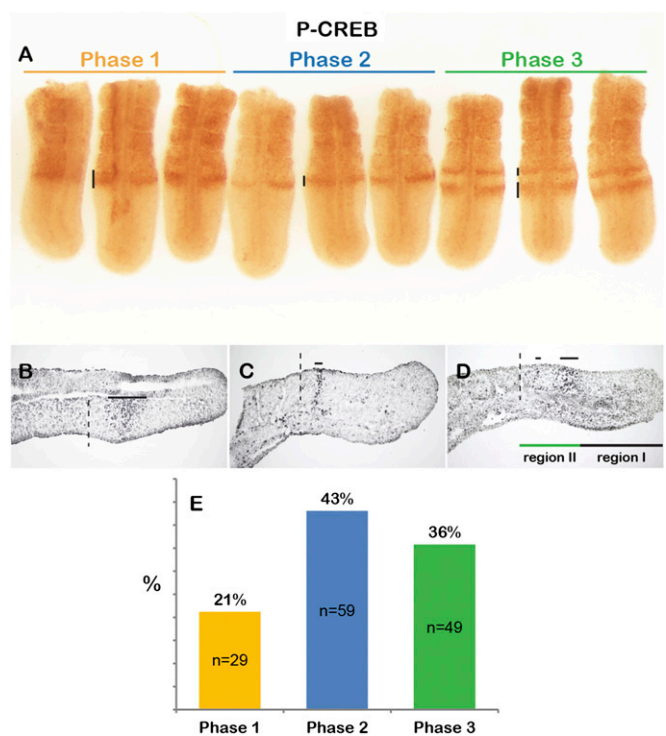 P-CREB
A
Phase 1 Phase 2 Phase 3
B C D
region II region I
E
43%
36%
21%
%
n=59
n=49
n=29
Phase 1 Phase 2 Phase 3